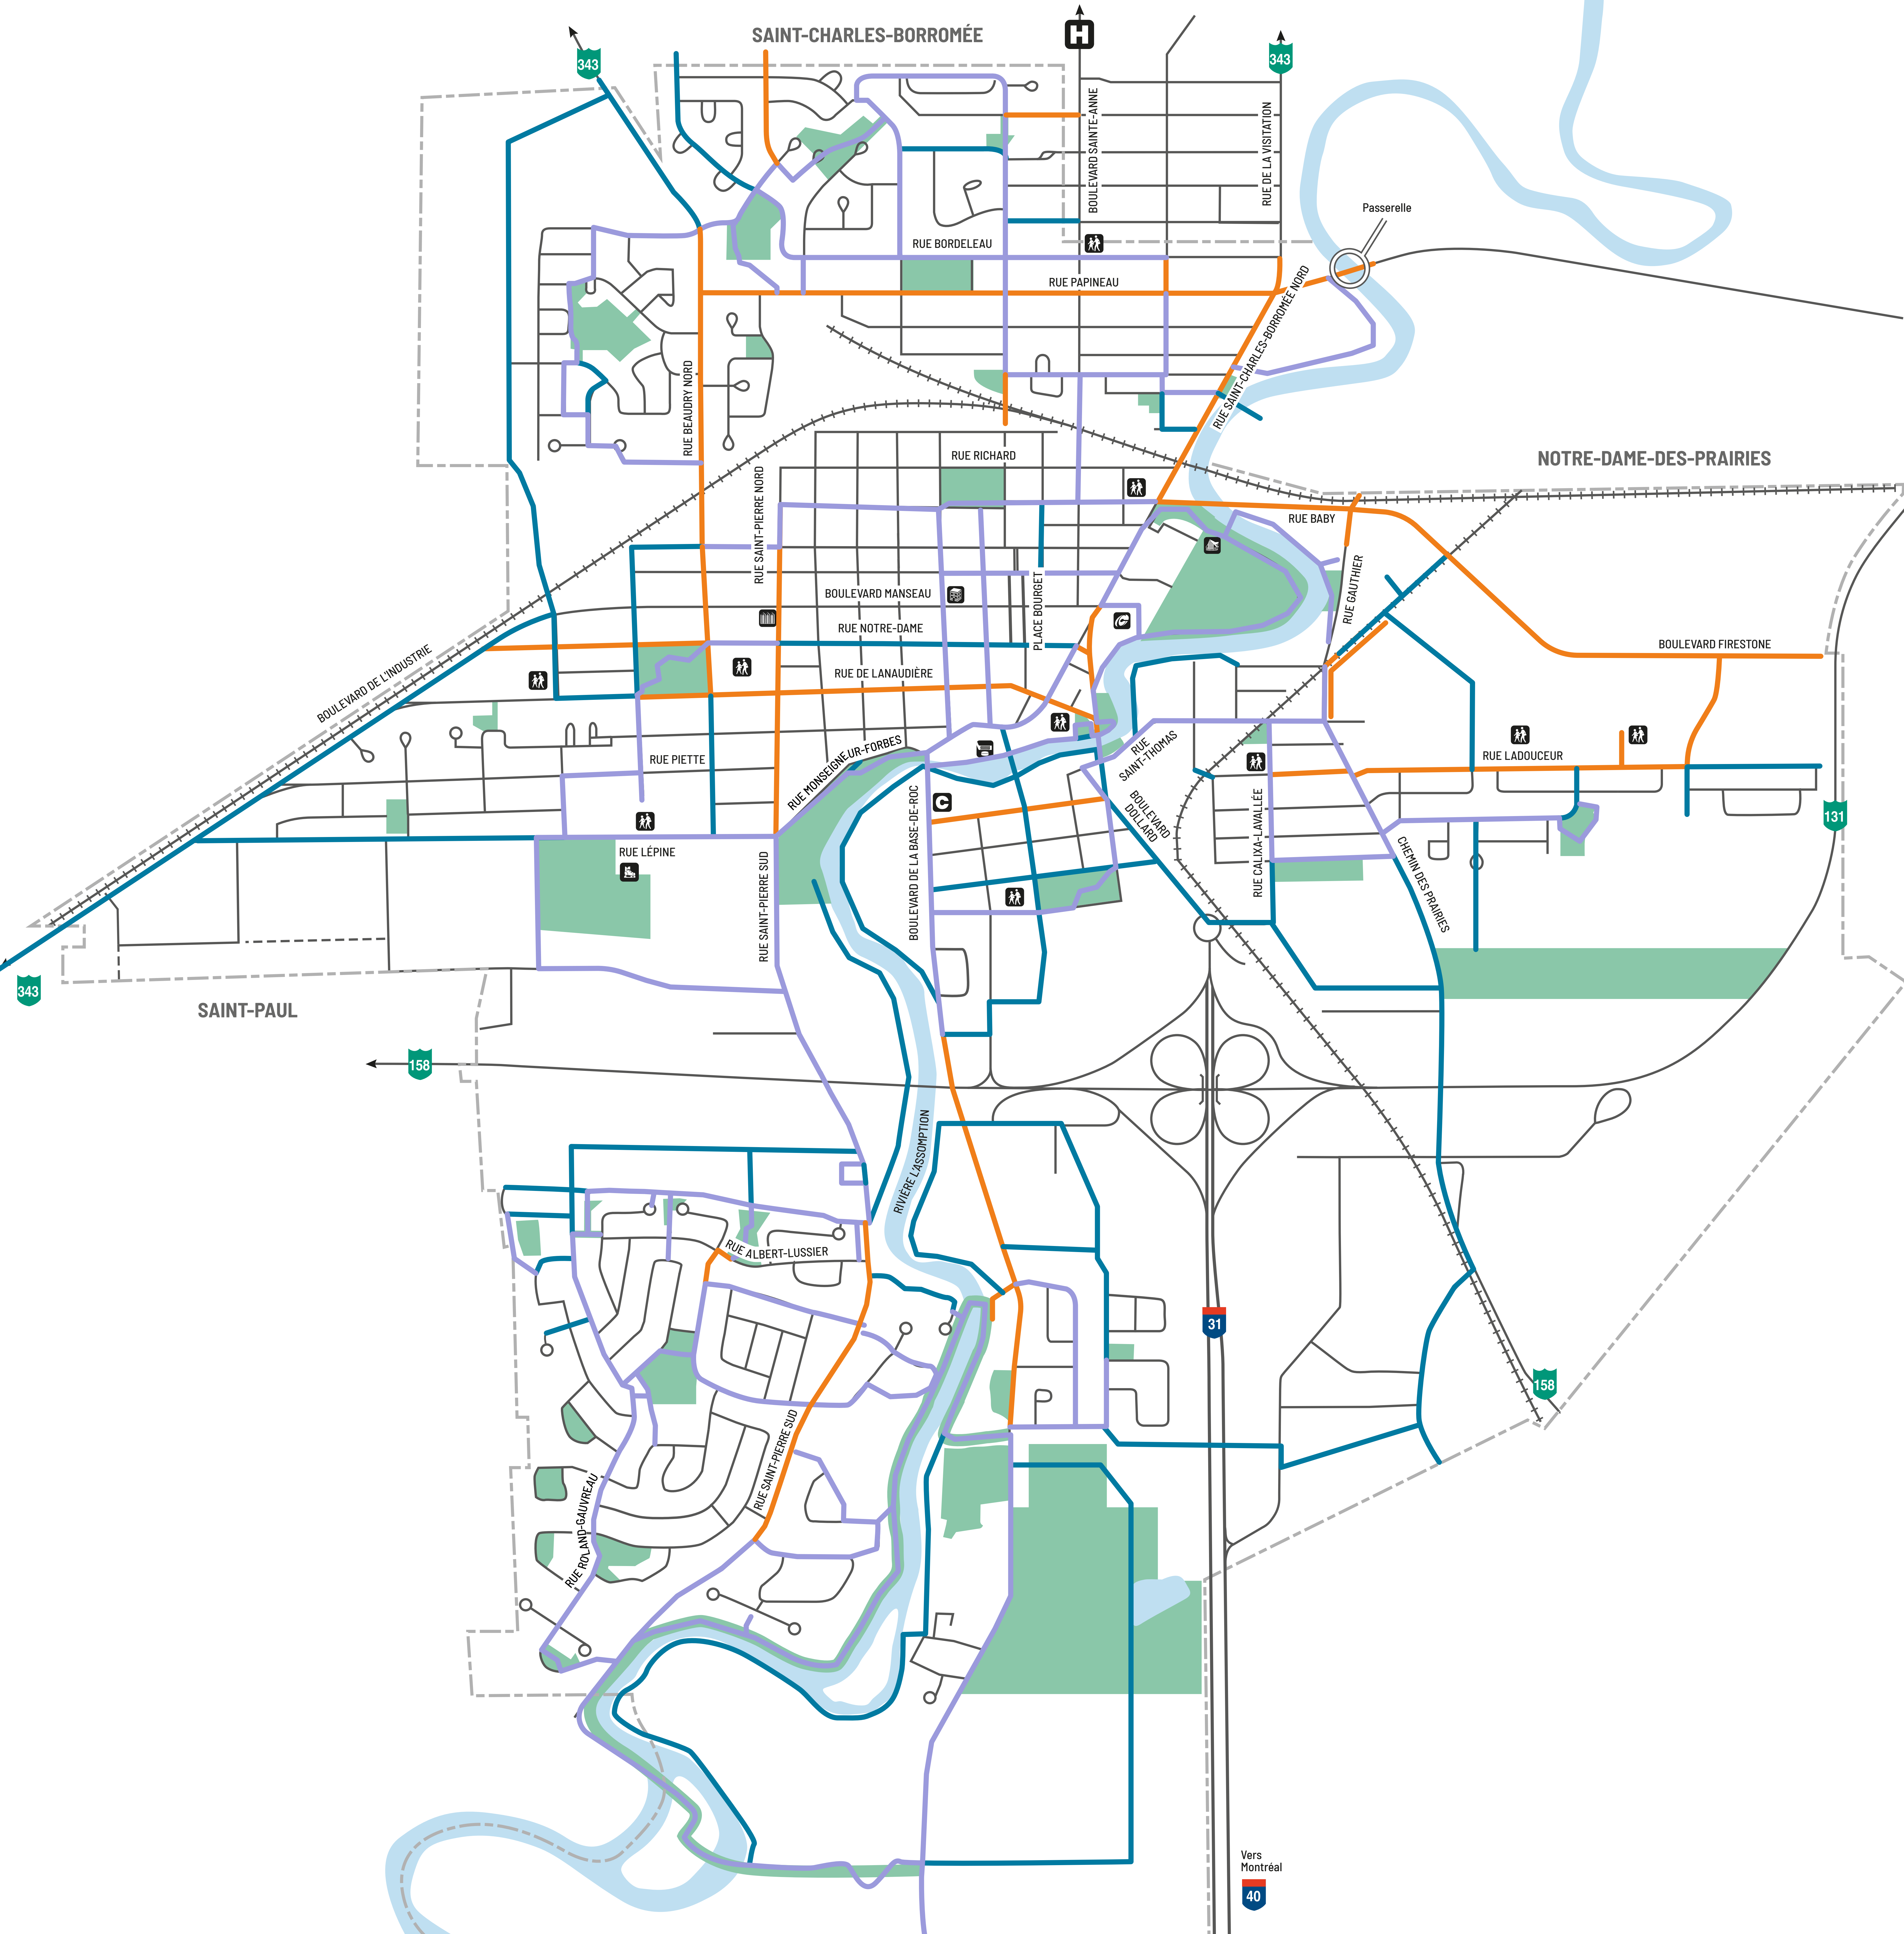 SAINT-CHARLES-BORROMÉE
H
343
343
BOULEVARD SAINTE-ANNE
RUE DE LA VISITATION
Passerelle
RUE BORDELEAU
RUE PAPINEAU
RUE SAINT-CHARLES-BORROMÉE NORD
RUE BEAUDRY NORD
RUE RICHARD
NOTRE-DAME-DES-PRAIRIES
RUE SAINT-PIERRE NORD
RUE BABY
RUE GAUTHIER
BOULEVARD MANSEAU
PLACE BOURGET
RUE NOTRE-DAME
BOULEVARD FIRESTONE
BOULEVARD DE L'INDUSTRIE
RUE DE LANAUDIÈRE
RUE PIETTE
RUE MONSEIGNEUR-FORBES
RUE
SAINT-THOMAS
RUE LADOUCEUR
BOULEVARD DE LA BASE-DE-ROC
C
BOULEVARD
DOLLARD
RUE CALIXA-LAVALLÉE
131
RUE LÉPINE
RUE SAINT-PIERRE SUD
CHEMIN DES PRAIRIES
343
SAINT-PAUL
158
RIVIÈRE L'ASSOMPTION
RUE ALBERT-LUSSIER
31
158
RUE SAINT-PIERRE SUD
RUE ROLAND-GAUVREAU
Vers
Montréal
40